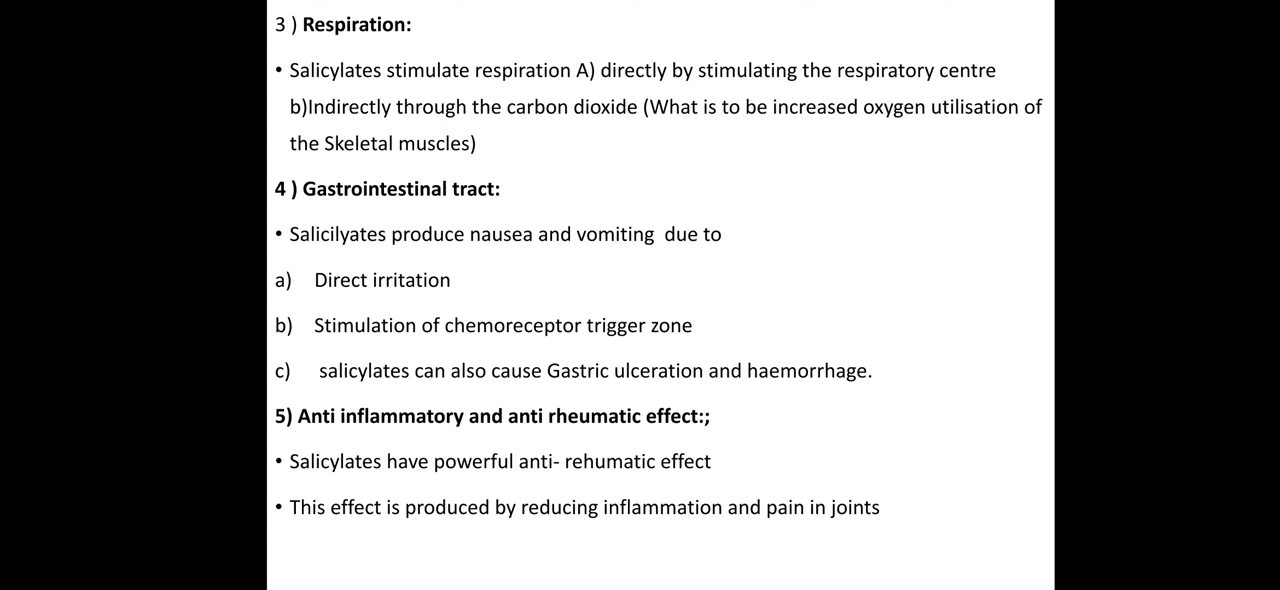 3 ) Respiration:
• Salicylates stimulate respiration A) directly by stimulating the respiratory centre
b)Indirectly through the carbon dioxide (What is to be increased oxygen utilisation of
the Skeletal muscles)
4 ) Gastrointestinal tract:
• Salicilyates produce nausea and vomiting due to
a) Direct irritation
b) Stimulation of chemoreceptor trigger zone
c) salicylates can also cause Gastric ulceration and haemorrhage.
5) Anti inflammatory and anti rheumatic effect:;
• Salicylates have powerful anti- rehumatic effect
• This effect is produced by reducing inflammation and pain in joints